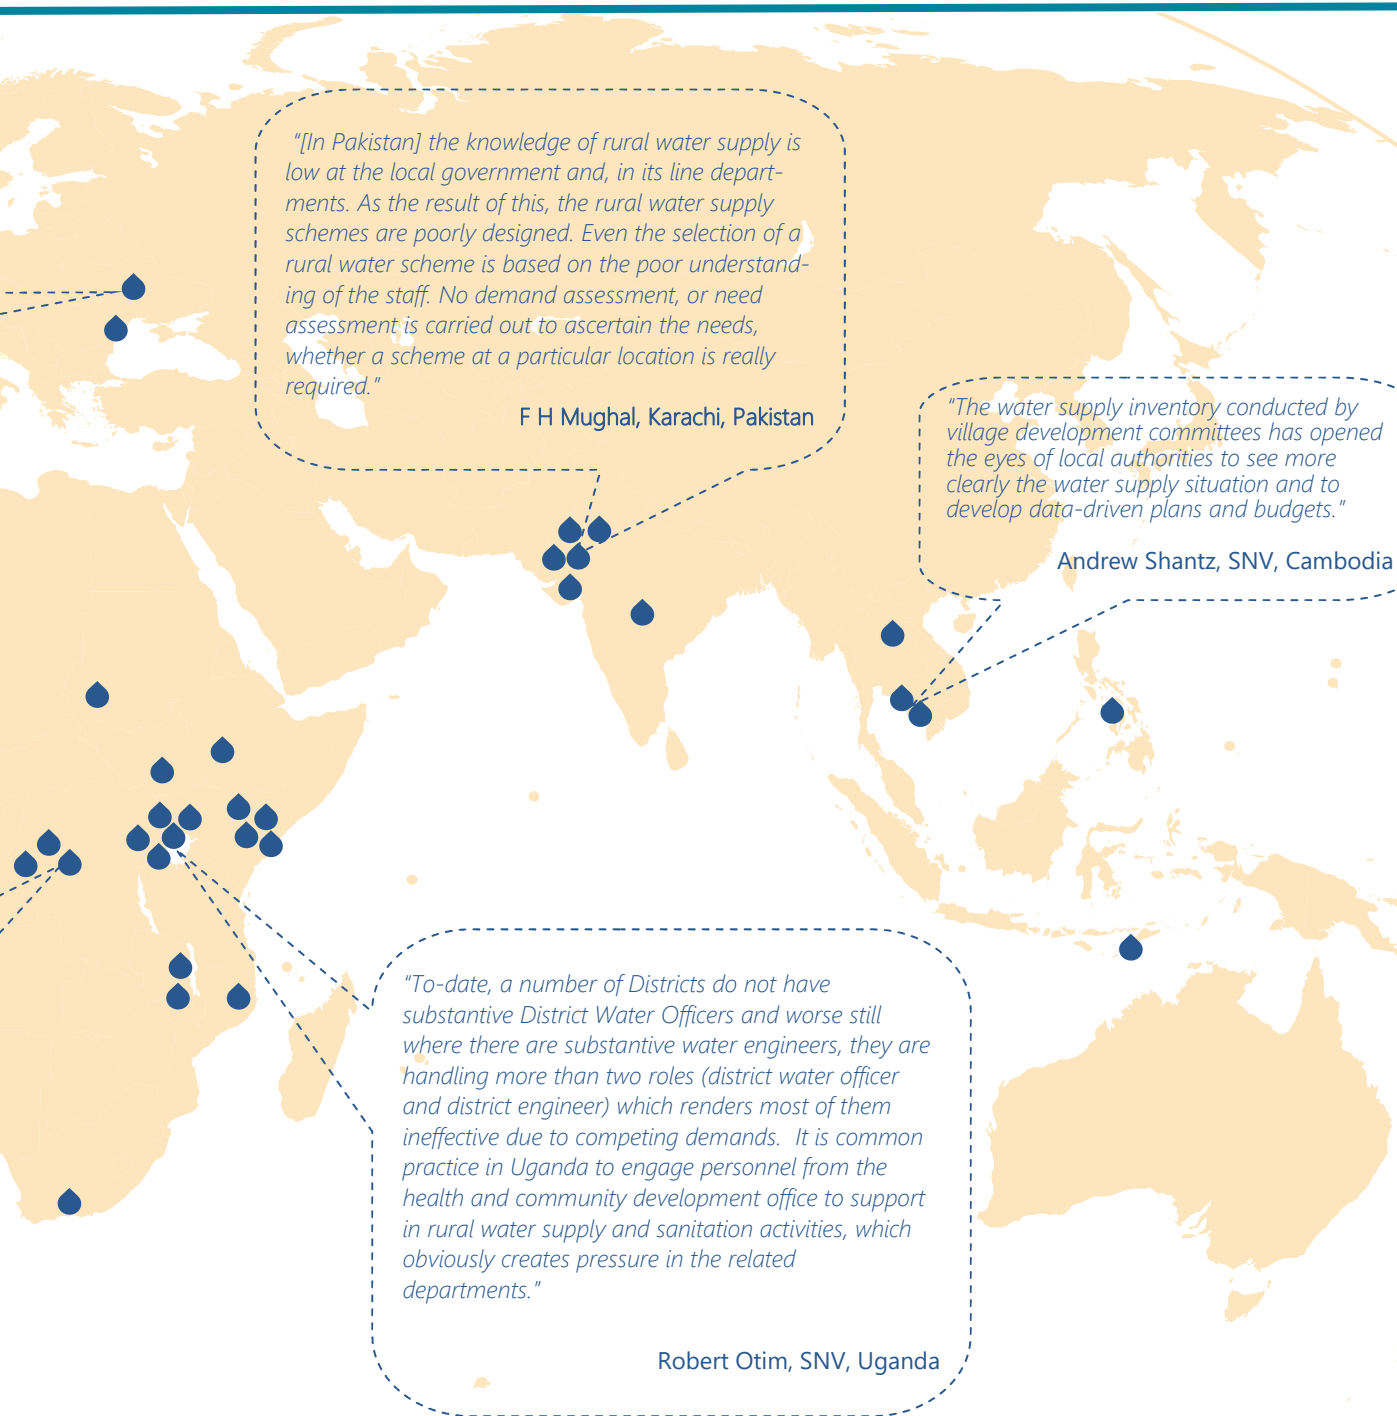 "[In Pakistan] the knowledge of rural water supply is
low at the local government and, in its line depart-
ments. As the result of this, the rural water supply
schemes are poorly designed. Even the selection of a
rural water scheme is based on the poor understand-
ing of the staff. No demand assessment, or need
assessment is carried out to ascertain the needs,
whether a scheme at a particular location is really
required."
F H Mughal, Karachi, Pakistan
"The water supply inventory conducted by
village development committees has opened
the eyes of local authorities to see more
clearly the water supply situation and to
develop data-driven plans and budgets."
Andrew Shantz, SNV, Cambodia
"To-date, a number of Districts do not have
substantive District Water Officers and worse still
where there are substantive water engineers, they are
handling more than two roles (district water officer
and district engineer) which renders most of them
ineffective due to competing demands.  It is common
practice in Uganda to engage personnel from the
health and community development office to support
in rural water supply and sanitation activities, which
obviously creates pressure in the related
departments."
Robert Otim, SNV, Uganda